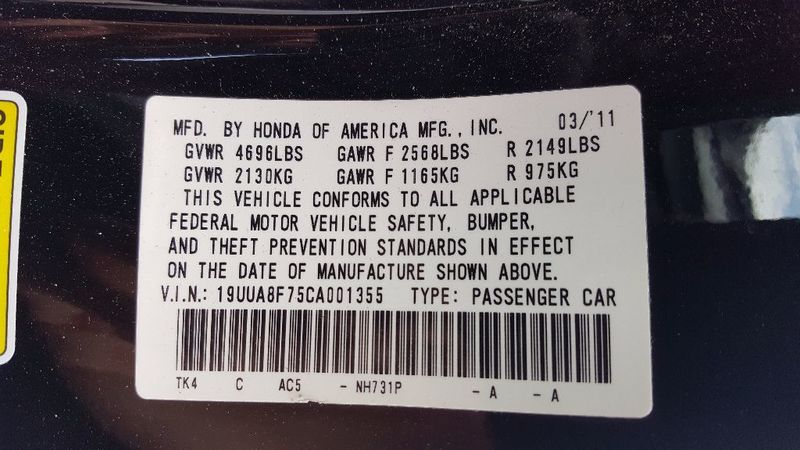 MFD. BY HONDA OF AMERICA MFG., INC. 03/'11
GVWR 4696LBS GAWR F 2568LBS R 2149LBS
GVWR 2130KG GAWR F 1165KG R 975KG
THIS VEHICLE CONFORMS TO ALL APPLICABLE
FEDERAL MOTOR VEHICLE SAFETY, BUMPER,
AND THEFT PREVENTION STANDARDS IN EFFECT
ON THE DATE OF MANUFACTURE SHOWN ABOVE.
V.I.N.: 19UUA8F75CA001355 TYPE: PASSENGER CAR
TK4 C AC5 - NH731P - A - A